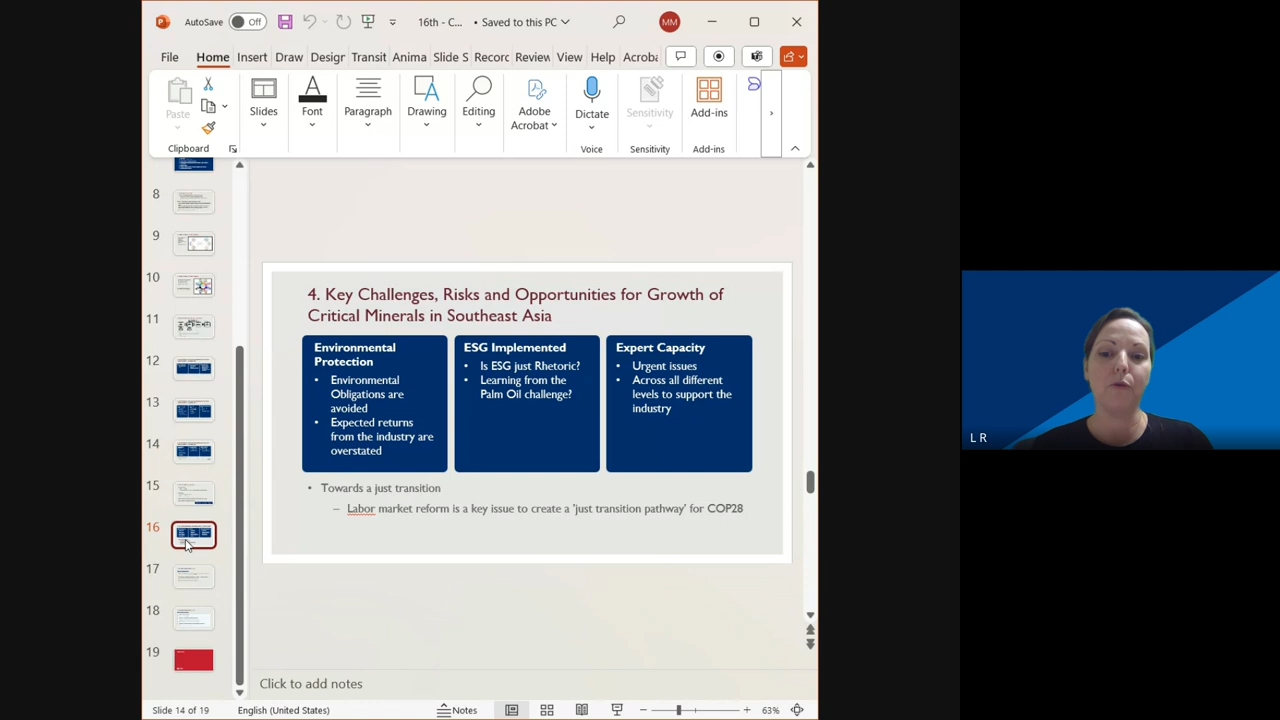 AutoSave
Off
16th - C...
• Saved to this PC
MM
File
Home
Insert
Draw
Design
Transit
Anima
Slide S
Record
Review
View
Help
Acroba
Paste
Slides
Font
Paragraph
Drawing
Editing
Adobe
Acrobat
Dictate
Sensitivity
Add-ins
Clipboard
Voice
Sensitivity
Add-ins
8
9
10
11
12
13
14
15
16
17
18
19
4. Key Challenges, Risks and Opportunities for Growth of
Critical Minerals in Southeast Asia
Environmental
Protection
• Environmental
Obligations are
avoided
• Expected returns
from the industry are
overstated
ESG Implemented
• Is ESG just Rhetoric?
• Learning from the
Palm Oil challenge?
Expert Capacity
• Urgent issues
• Across all different
levels to support the
industry
• Towards a just transition
– Labor market reform is a key issue to create a 'just transition pathway' for COP28
L R
Click to add notes
Slide 14 of 19
English (United States)
Notes
63%